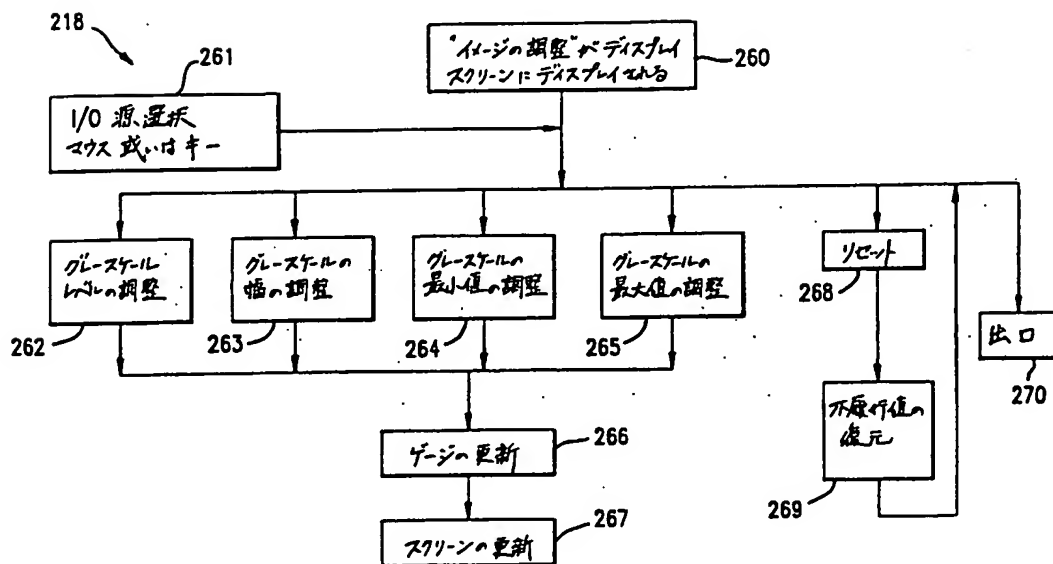 218
261
I/O 源選択
マウス或いはキー
"イメージの調整"がディスプレイ
スクリーンにディスプレイされる
260
グレースケール
レベルの調整
262
グレースケールの
幅の調整
263
グレースケールの
最小値の調整
264
グレースケールの
最大値の調整
265
リセット
268
出口
270
ゲージの更新
266
不履行値の
復元
269
スクリーンの更新
267